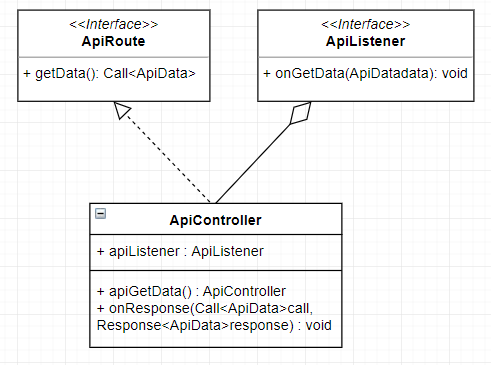 <<Interface>>
ApiRoute
+ getData(): Call<ApiData>
<<Interface>>
ApiListener
+ onGetData(ApiDatadata): void
ApiController
+ apiListener : ApiListener
+ apiGetData() : ApiController
+ onResponse(Call<ApiData>call,
Response<ApiData>response) : void